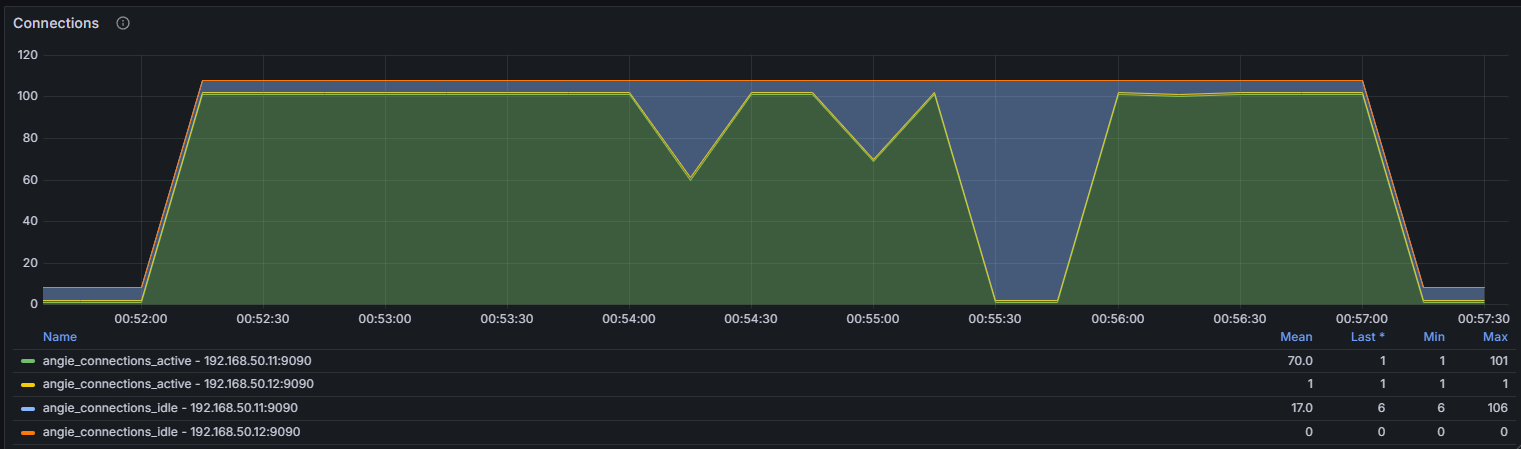 Connections
120
100
80
60
40
20
0
00:52:00 00:52:30 00:53:00 00:53:30 00:54:00 00:54:30 00:55:00 00:55:30 00:56:00 00:56:30 00:57:00 00:57:30
Name Mean Last * Min Max
angie_connections_active - 192.168.50.11:9090 70.0 1 1 101
angie_connections_active - 192.168.50.12:9090 1 1 1 1
angie_connections_idle - 192.168.50.11:9090 17.0 6 6 106
angie_connections_idle - 192.168.50.12:9090 0 0 0 0